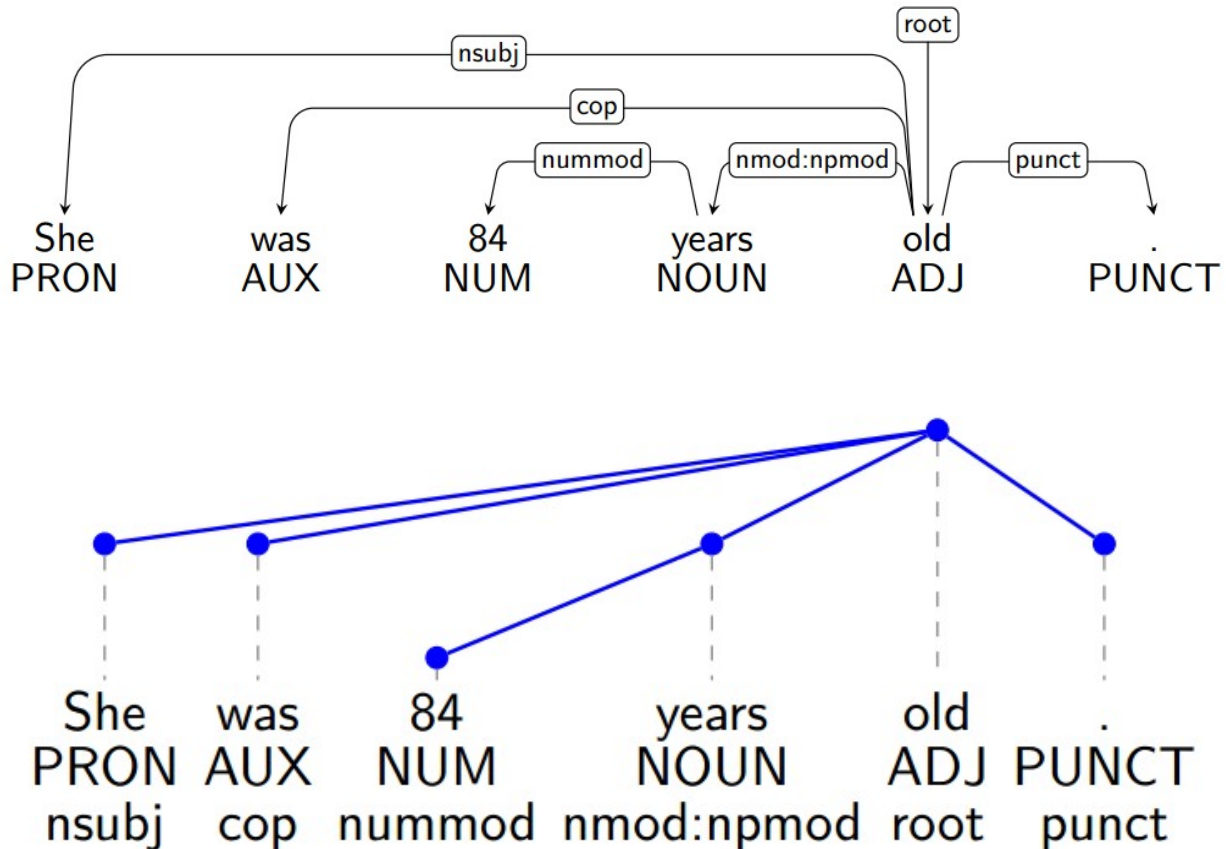 root
nsubj
cop
nummod nmod:npmod punct
She was 84 years old .
PRON AUX NUM NOUN ADJ PUNCT
She was 84 years old .
PRON AUX NUM NOUN ADJ PUNCT
nsubj cop nummod nmod:npmod root punct